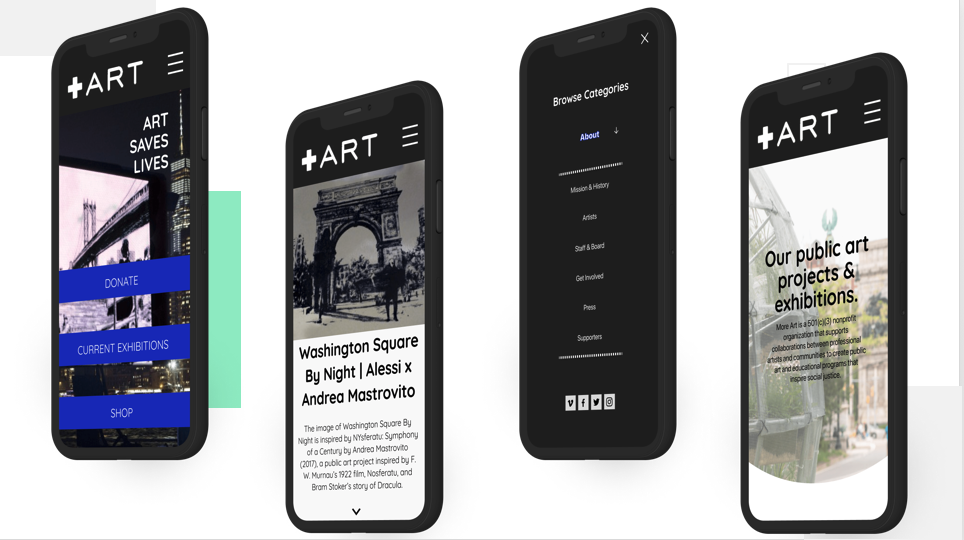 +ART
ART
SAVES
LIVES
DONATE
CURRENT EXHIBITIONS
SHOP
+ART
Washington Square
By Night | Alessi x
Andrea Mastrovito
The image of Washington Square By
Night is inspired by NYsferatu: Symphony
of a Century by Andrea Mastrovito
(2017), a public art project inspired by F.
W. Murnau's 1922 film, Nosferatu, and
Bram Stoker's story of Dracula.
Browse Categories
About
Mission & History
Artists
Staff & Board
Get Involved
Press
Supporters
+ART
Our public art
projects &
exhibitions.
More Art is a 501(c)(3) nonprofit
organization that supports
collaborations between professional
artists and communities to create public
art and educational programs that
inspire social justice.